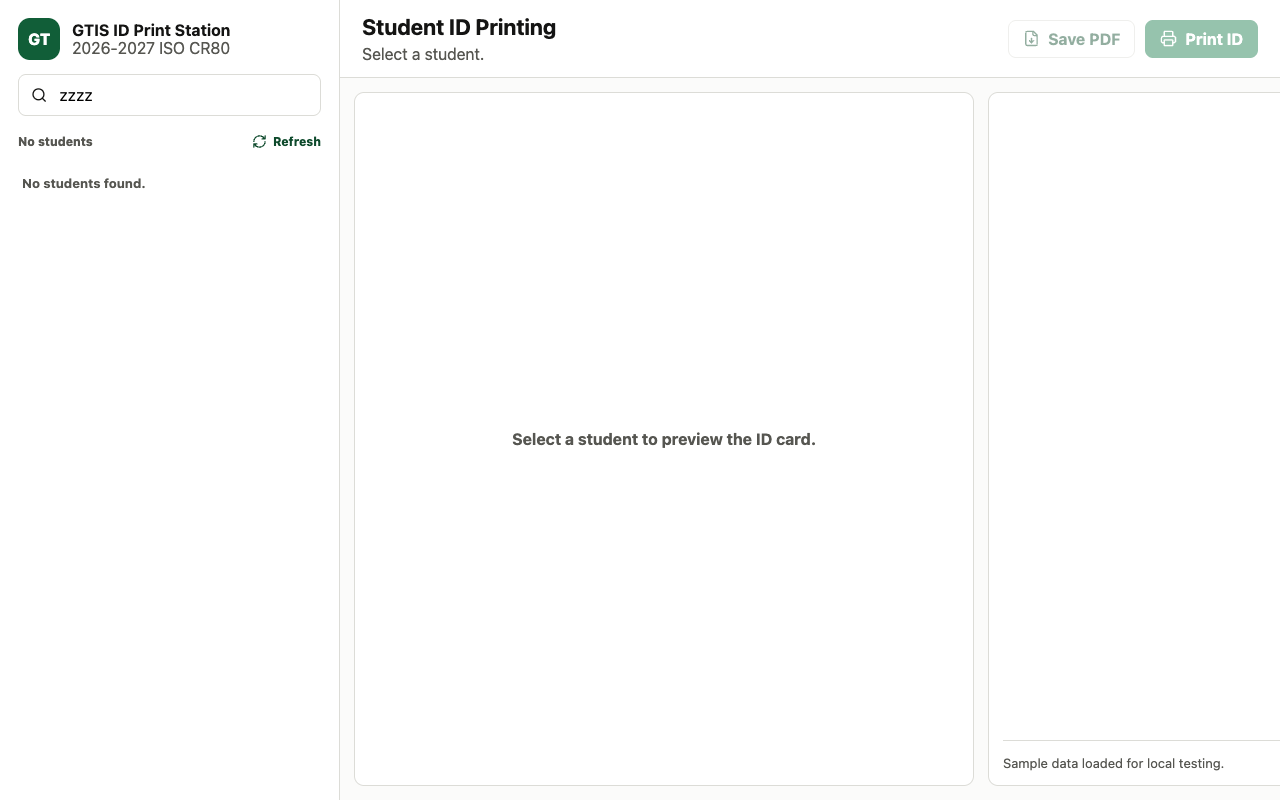 GT
GTIS ID Print Station
2026-2027 ISO CR80
zzzz
No students
Refresh
No students found.
Student ID Printing
Select a student.
Save PDF
Print ID
Select a student to preview the ID card.
Sample data loaded for local testing.